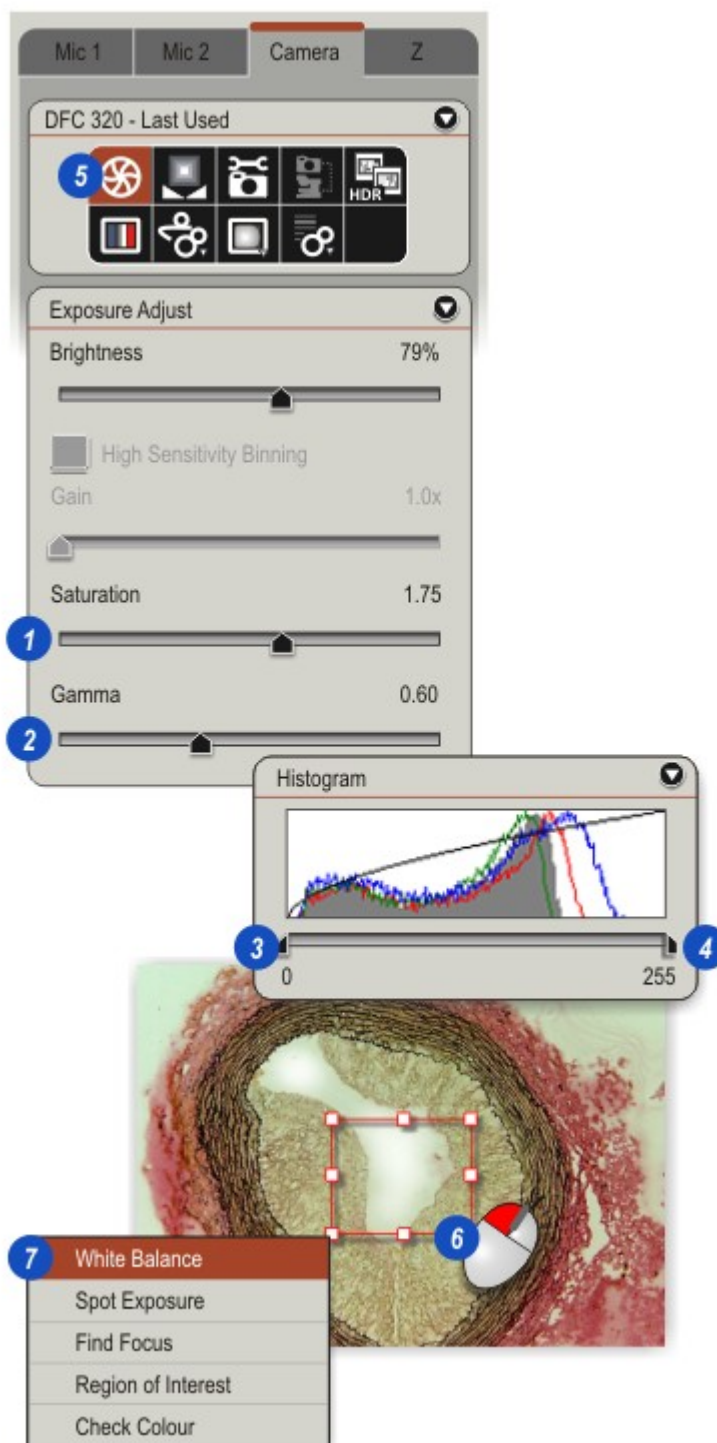 Mic 1 Mic 2 Camera Z
DFC 320 - Last Used
5
HDR
Exposure Adjust
Brightness 79%
High Sensitivity Binning
Gain 1.0x
Saturation 1.75
1
Gamma 0.60
2
Histogram
3 4
0 255
6
7 White Balance
Spot Exposure
Find Focus
Region of Interest
Check Colour